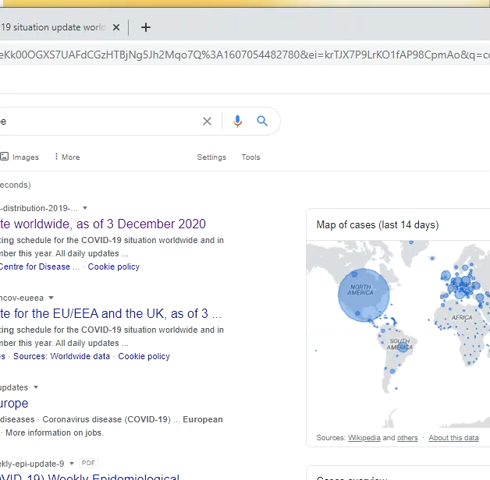 19 situation update world
eKk00OGXS7UAFdCGzHTBjNg5Jh2Mqo7Q%3A1607054482780&ei=krTJX7P9LrKO1fAP98CpmAo&q=co
e
Images More Settings Tools
econds)
-distribution-2019-...
te worldwide, as of 3 December 2020
ting schedule for the COVID-19 situation worldwide and in
mber this year. All daily updates ...
Centre for Disease ... · Cookie policy
ncov-eueea
te for the EU/EEA and the UK, as of 3 ...
ting schedule for the COVID-19 situation worldwide and in
mber this year. All daily updates ...
es · Sources: Worldwide data · Cookie policy
updates
urope
diseases · Coronavirus disease (COVID-19) ... European
· More information on jobs.
ekly-epi-update-9 PDF
VID-19) Weekly Epidemiological
Map of cases (last 14 days)
NORTH
AMERICA
AFRICA
SOUTH
AMERICA
Sources: Wikipedia and others · About this data
Cases overview